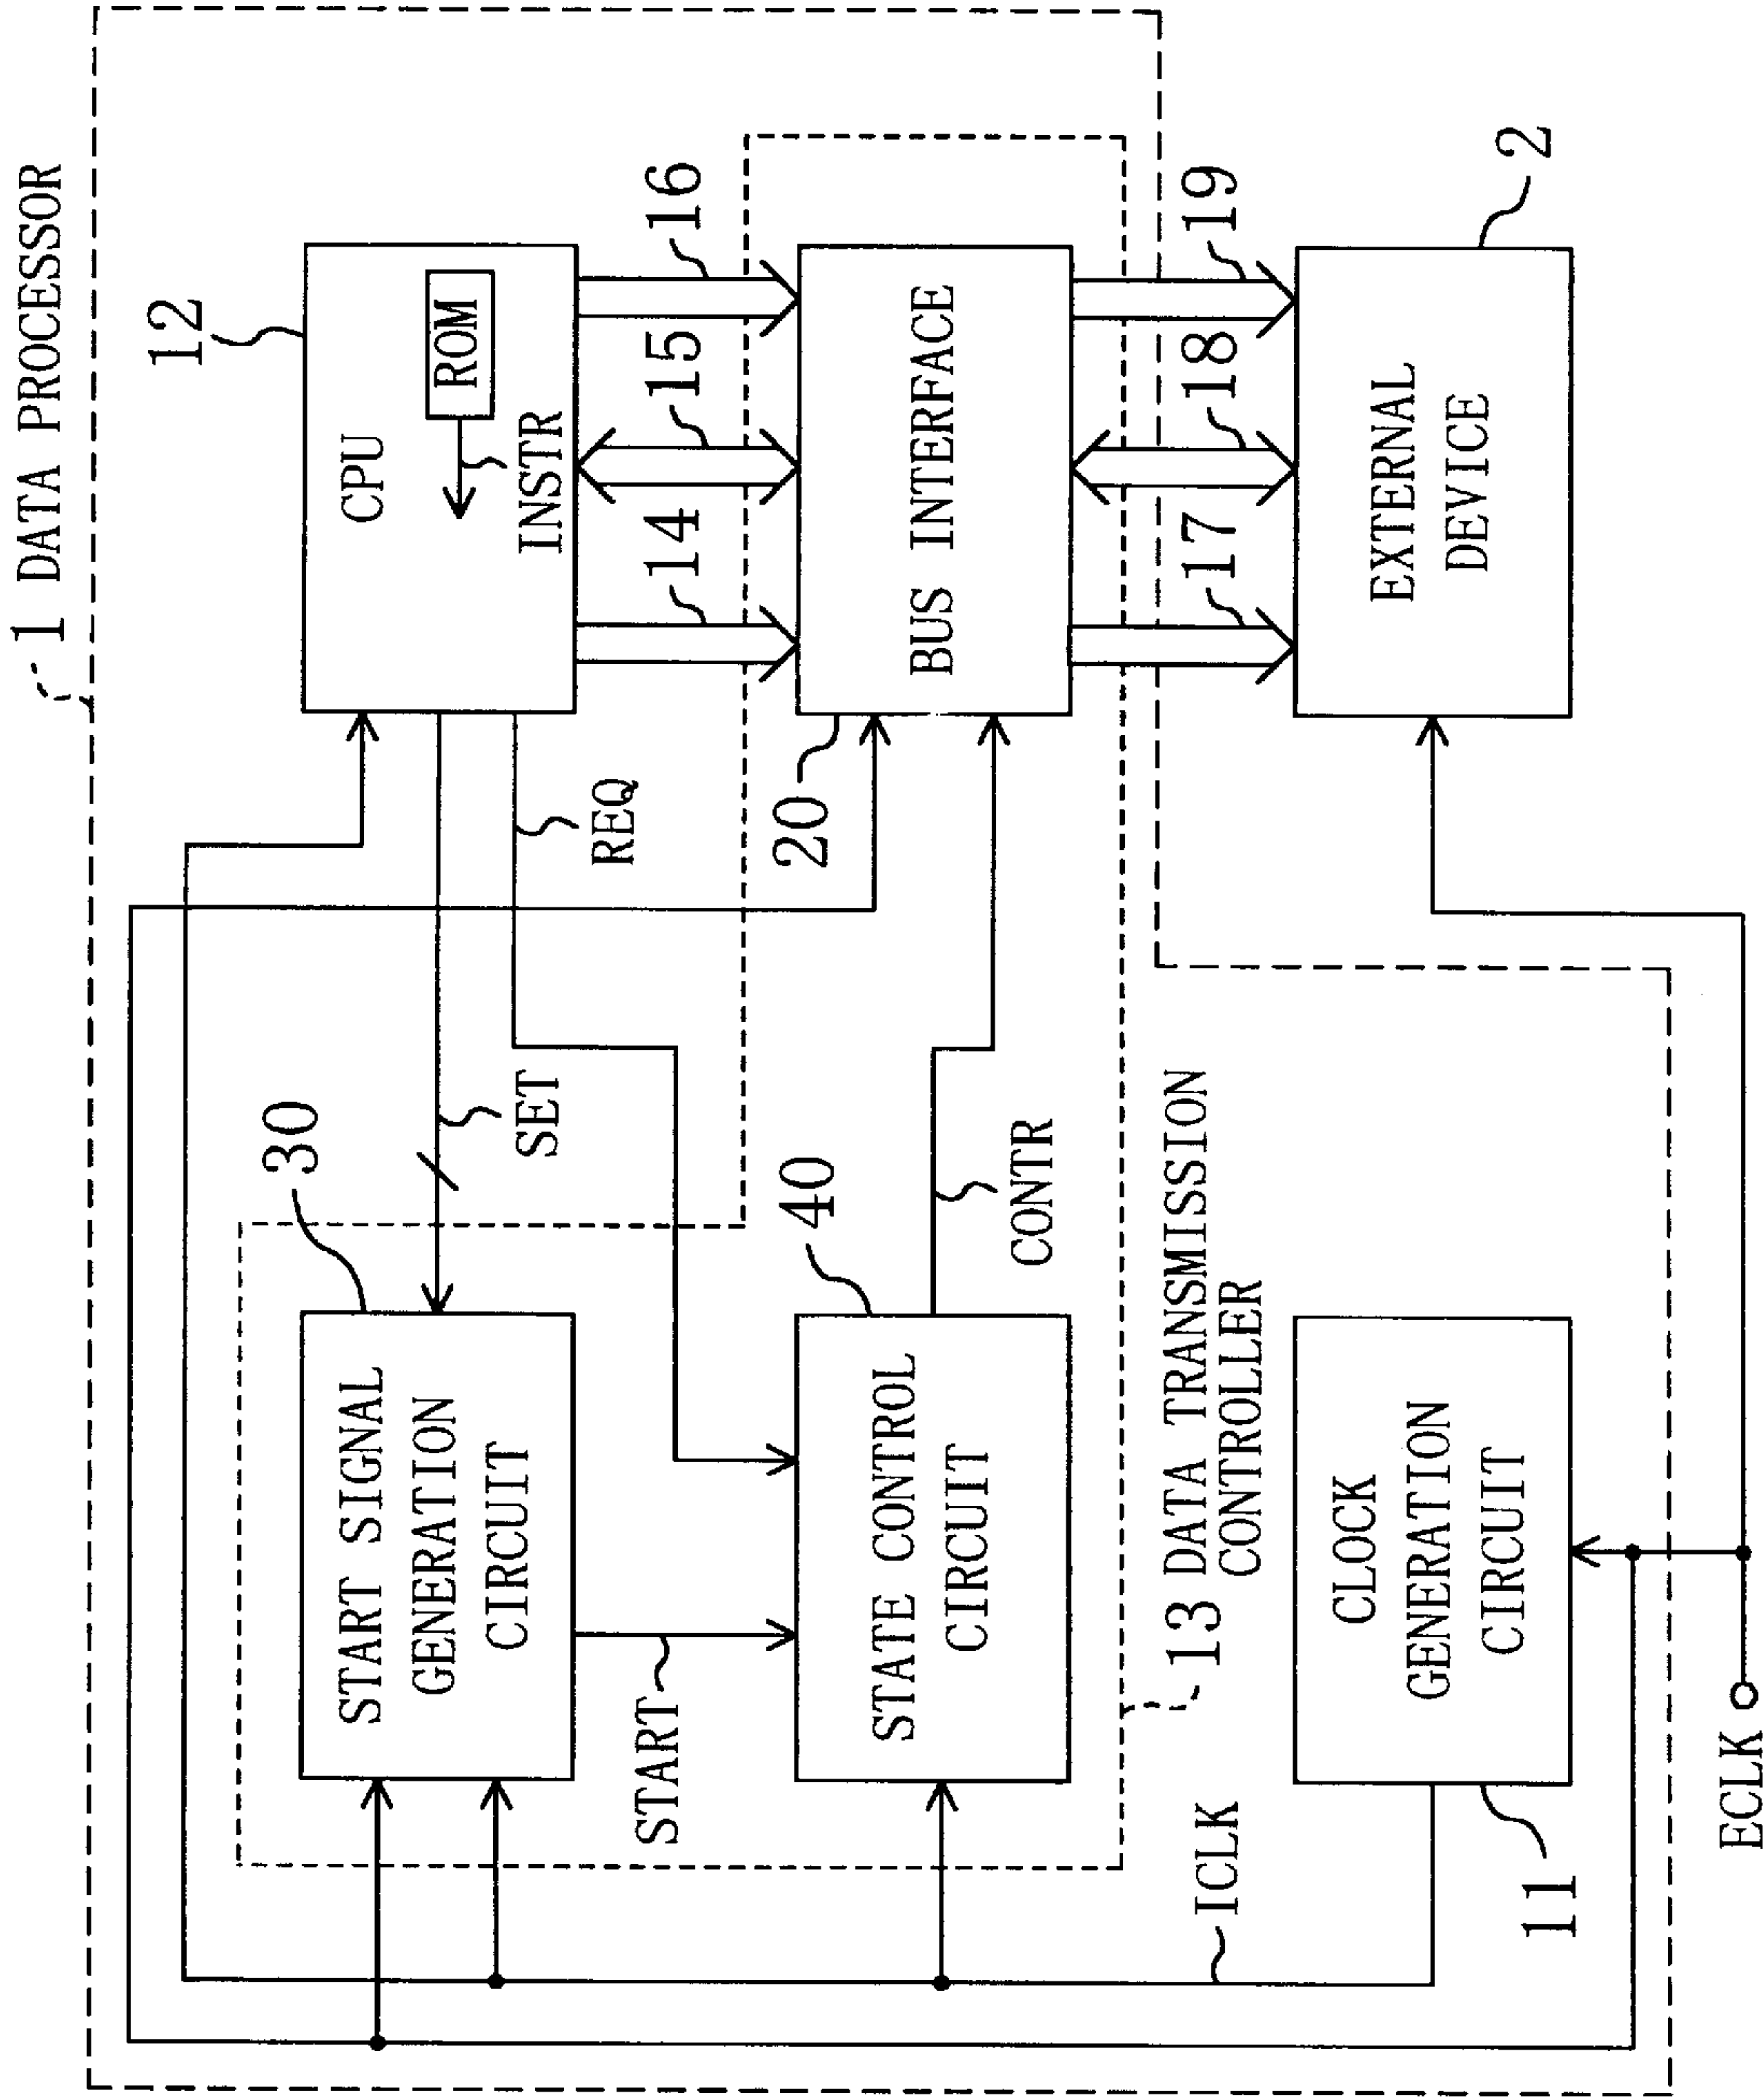 1 DATA PROCESSOR
12
CPU
ROM
INSTR
14
15
16
REQ
SET
30
START SIGNAL
GENERATION
CIRCUIT
START
20
BUS INTERFACE
40
STATE CONTROL
CIRCUIT
CONTR
17
18
19
13 DATA TRANSMISSION
CONTROLLER
2
EXTERNAL
DEVICE
CLOCK
GENERATION
CIRCUIT
11
ICLK
ECLK